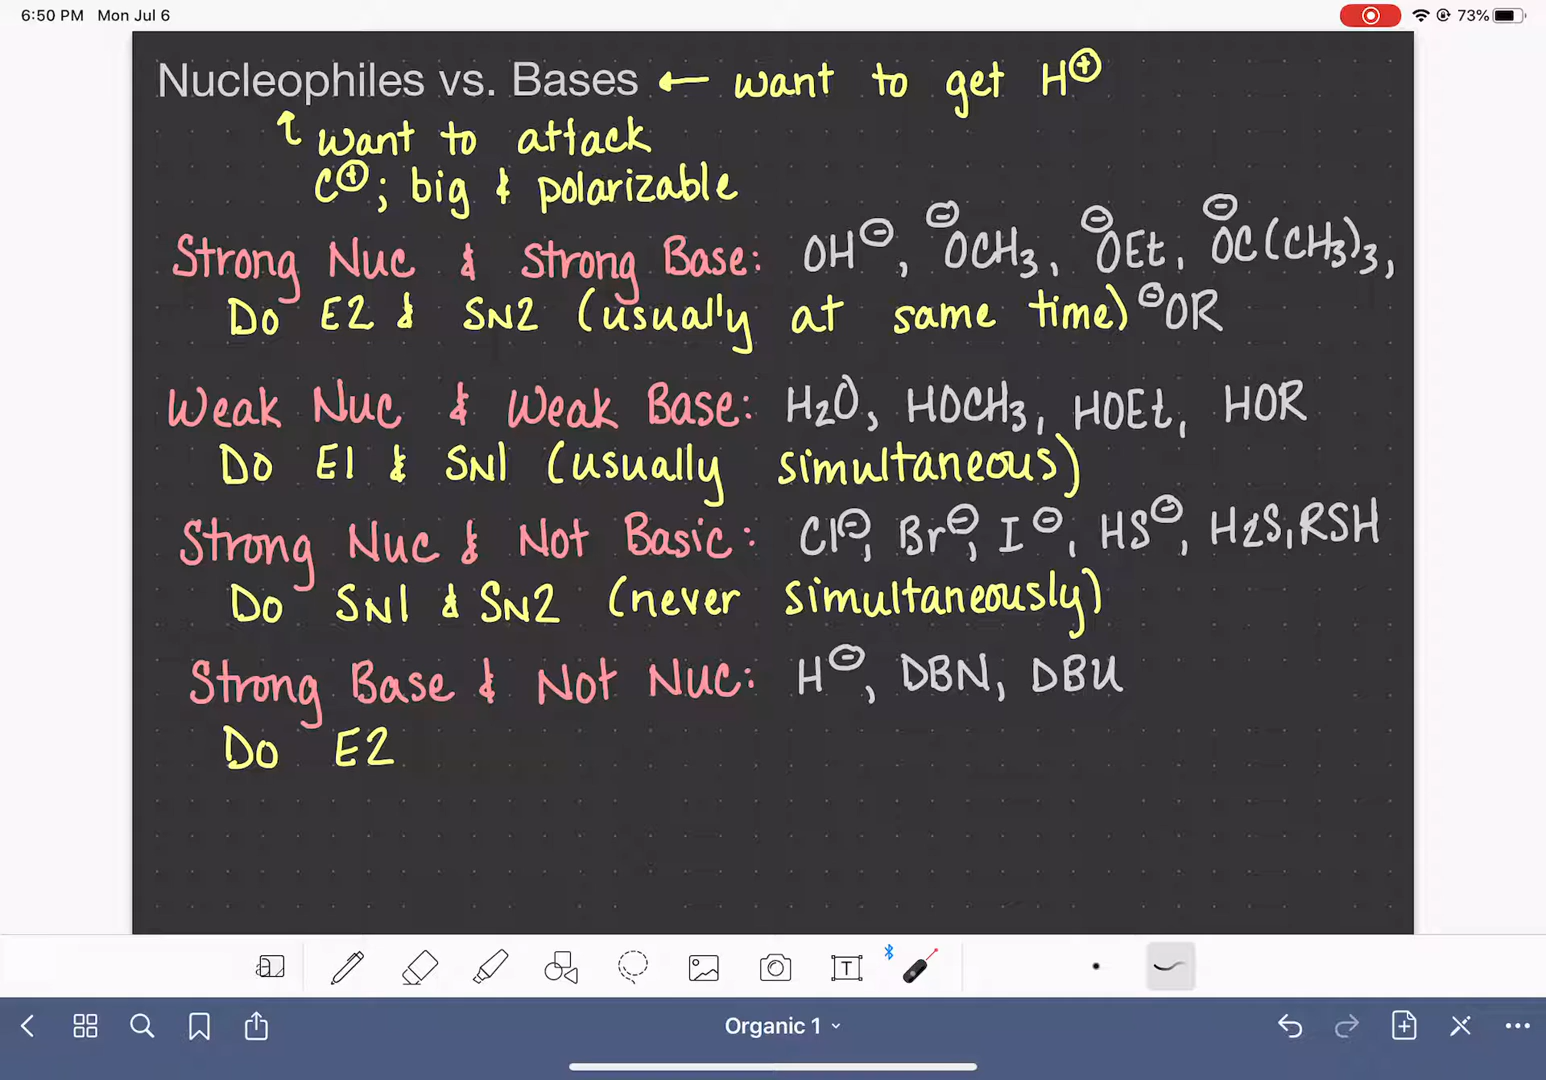 6:50 PM Mon Jul 6
73%
Nucleophiles vs. Bases ← want to get H⊕
↑ want to attack
C⊕; big & polarizable
Strong Nuc & Strong Base: OH⊖, ⊖OCH3, ⊖OEt, ⊖OC(CH3)3,
Do E2 & SN2 (usually at same time) ⊖OR
Weak Nuc & Weak Base: H2O, HOCH3, HOEt, HOR
Do E1 & SN1 (usually simultaneous)
Strong Nuc & Not Basic: Cl⊖, Br⊖, I⊖, HS⊖, H2S, RSH
Do SN1 & SN2 (never simultaneously)
Strong Base & Not Nuc: H⊖, DBN, DBU
Do E2
T
Organic 1